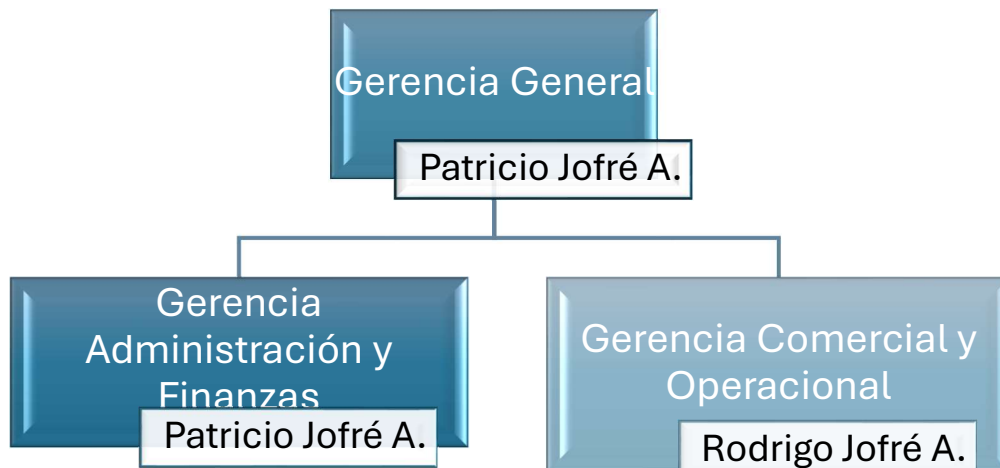 Gerencia General
Patricio Jofré A.
Gerencia
Administración y
Finanzas
Patricio Jofré A.
Gerencia Comercial y
Operacional
Rodrigo Jofré A.